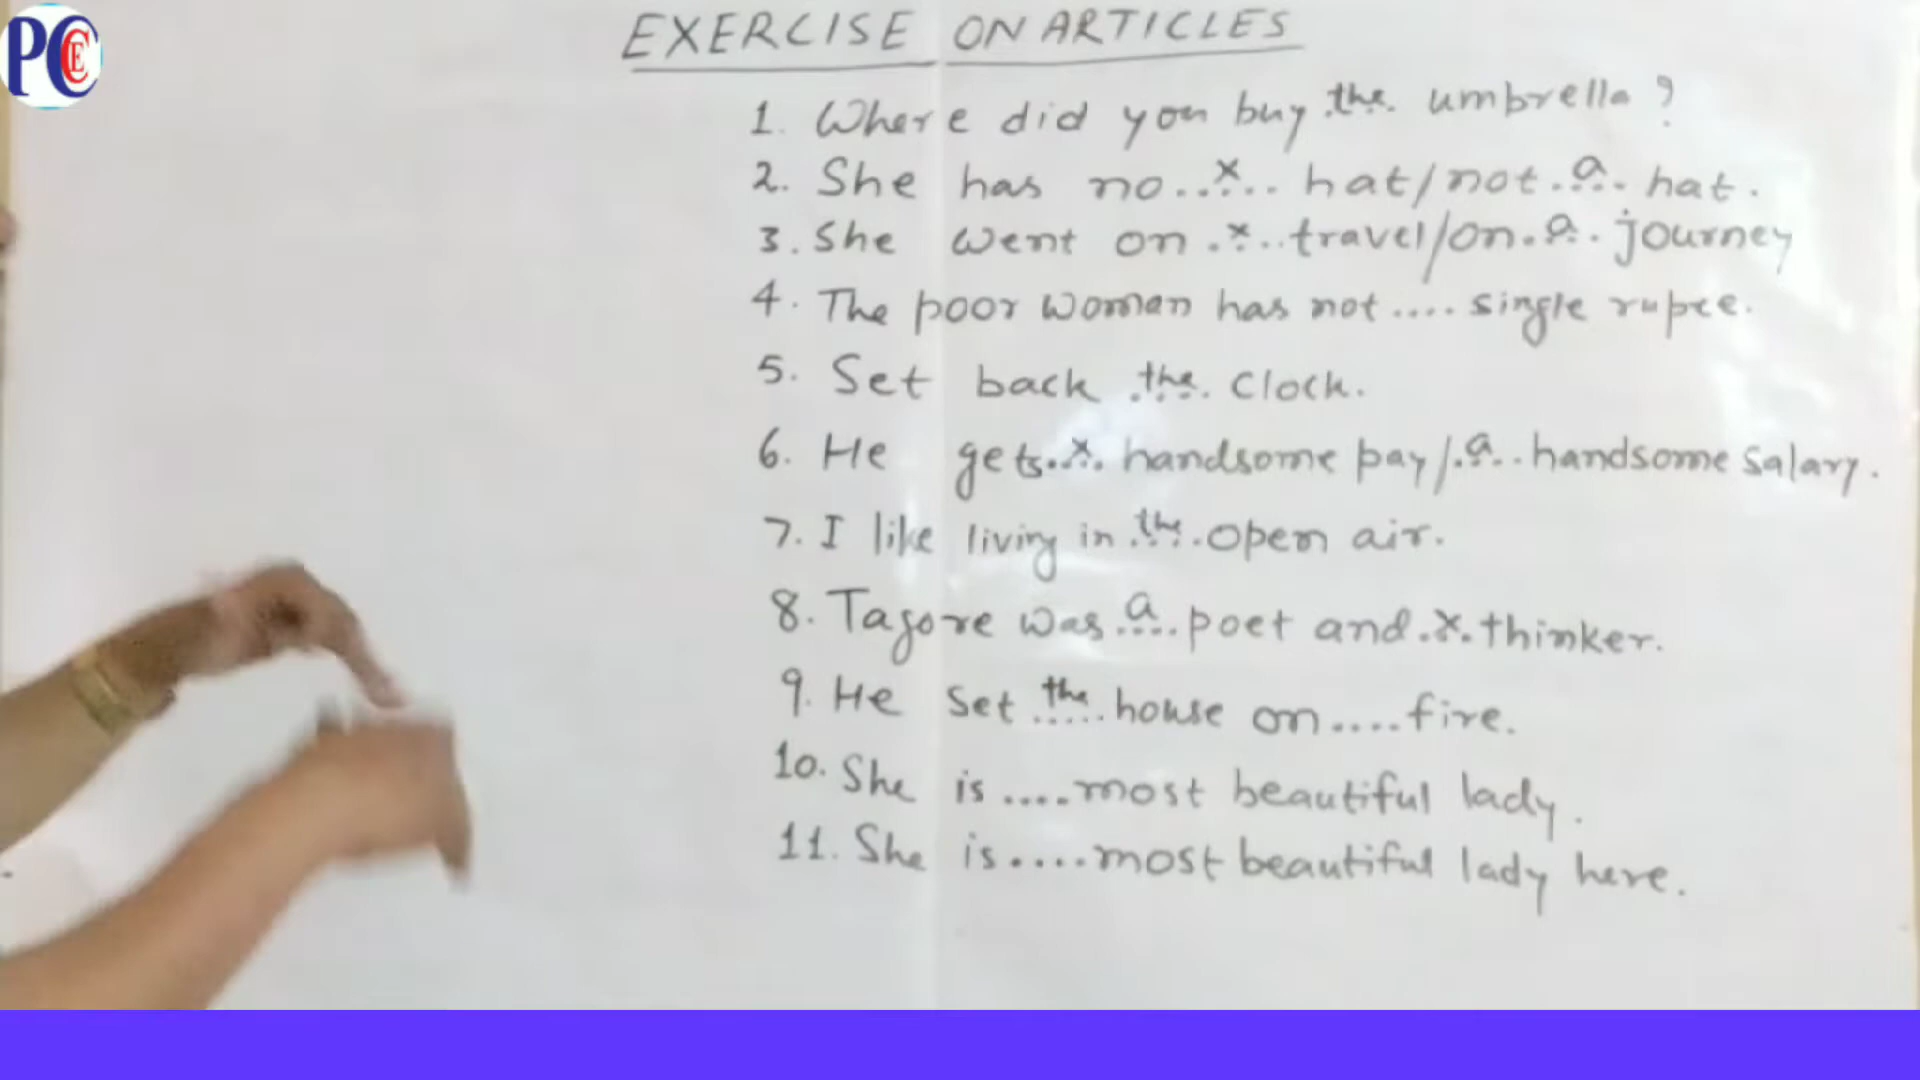 PCEC
EXERCISE ON ARTICLES
1. Where did you buy .the. umbrella?
2. She has no..x.. hat/not.a.. hat.
3. She went on .x..travel/on.a.. journey
4. The poor woman has not .... single rupee.
5. Set back .the. clock.
6. He gets..x. handsome pay/.a.. handsome salary.
7. I like living in .the..open air.
8. Tagore was .a...poet and.x.thinker.
9. He set the..... house on....fire.
10. She is ....most beautiful lady.
11. She is....most beautiful lady here.